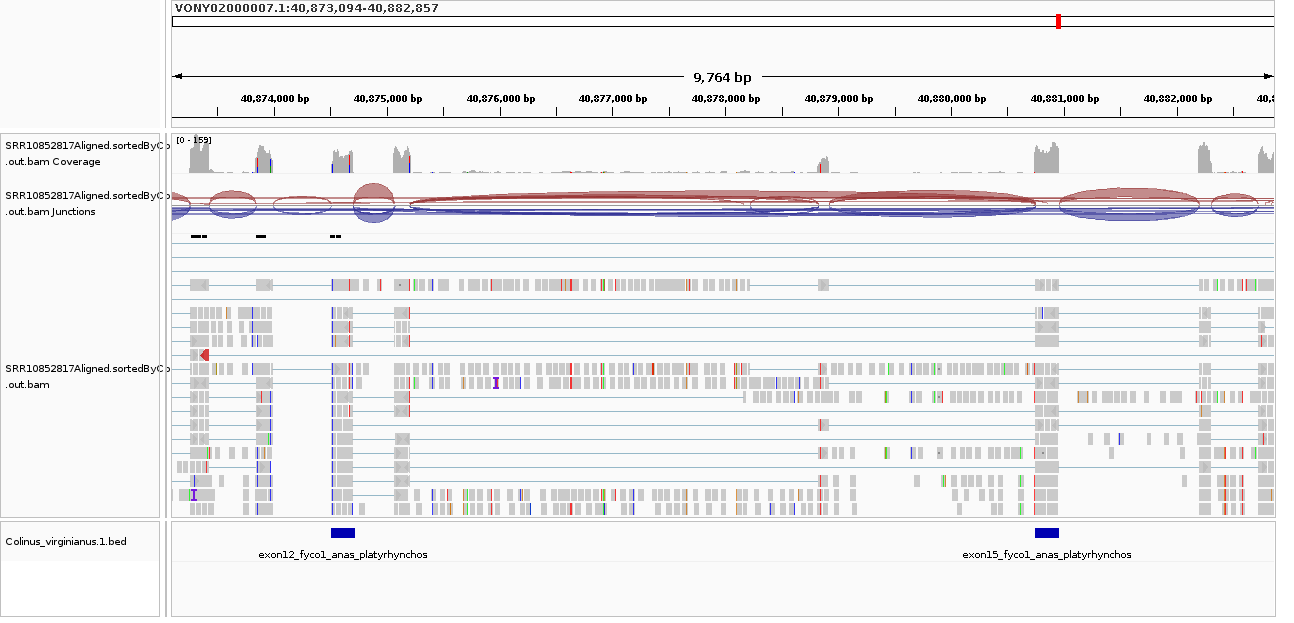 VONY02000007.1:40,873,094-40,882,857
9,764 bp
40,874,000 bp 40,875,000 bp 40,876,000 bp 40,877,000 bp 40,878,000 bp 40,879,000 bp 40,880,000 bp 40,881,000 bp 40,882,000 bp 40,8
[0 - 159]
SRR10852817Aligned.sortedByCo
.out.bam Coverage
SRR10852817Aligned.sortedByCo
.out.bam Junctions
SRR10852817Aligned.sortedByCo
.out.bam
Colinus_virginianus.1.bed
exon12_fyco1_anas_platyrhynchos exon15_fyco1_anas_platyrhynchos